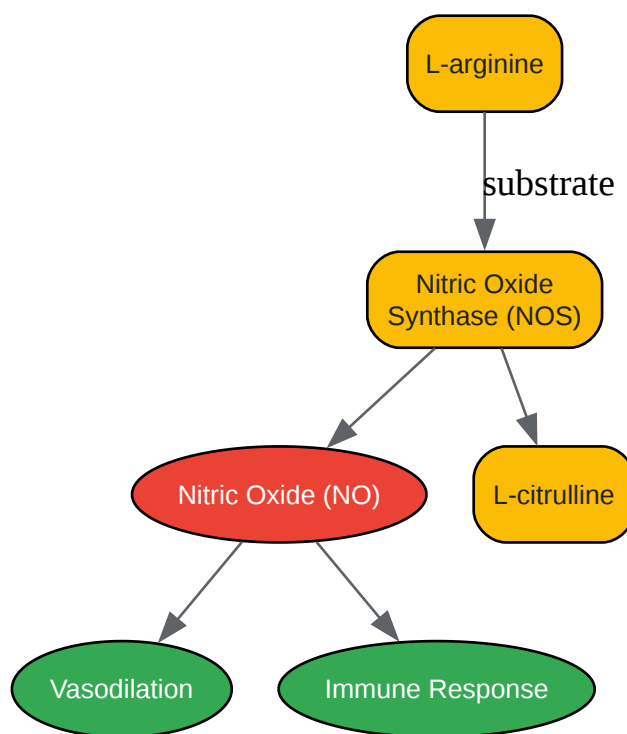 L-arginine
substrate
Nitric Oxide
Synthase (NOS)
Nitric Oxide (NO)
L-citrulline
Vasodilation
Immune Response